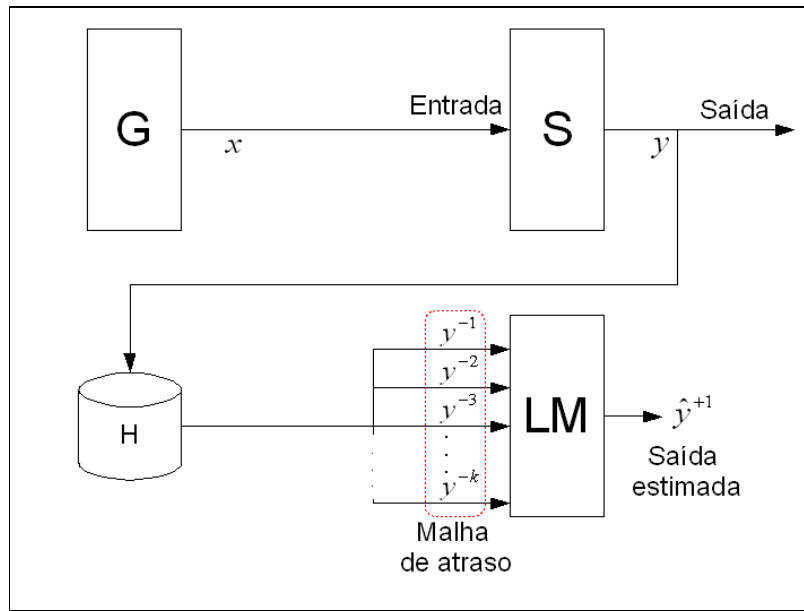 G
x
Entrada
S
y
Saída
H
y⁻¹
y⁻²
y⁻³
y⁻ᵏ
LM
ŷ⁺¹
Saída
estimada
Malha
de atraso